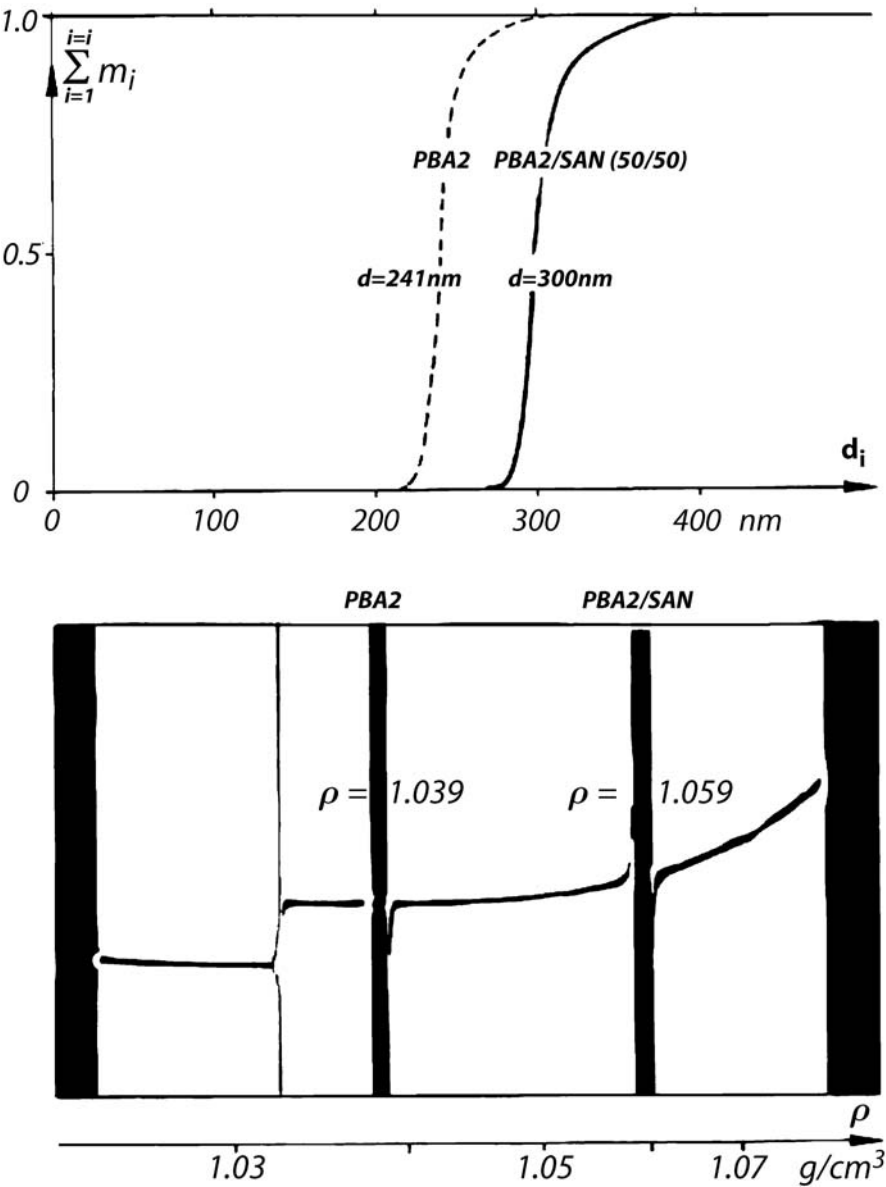 1.0
i=i
Σ mᵢ
i=1
PBA2 PBA2/SAN (50/50)
0.5
d=241nm d=300nm
dᵢ
0
0 100 200 300 400 nm
PBA2 PBA2/SAN
ρ = 1.039 ρ = 1.059
ρ
1.03 1.05 1.07 g/cm³